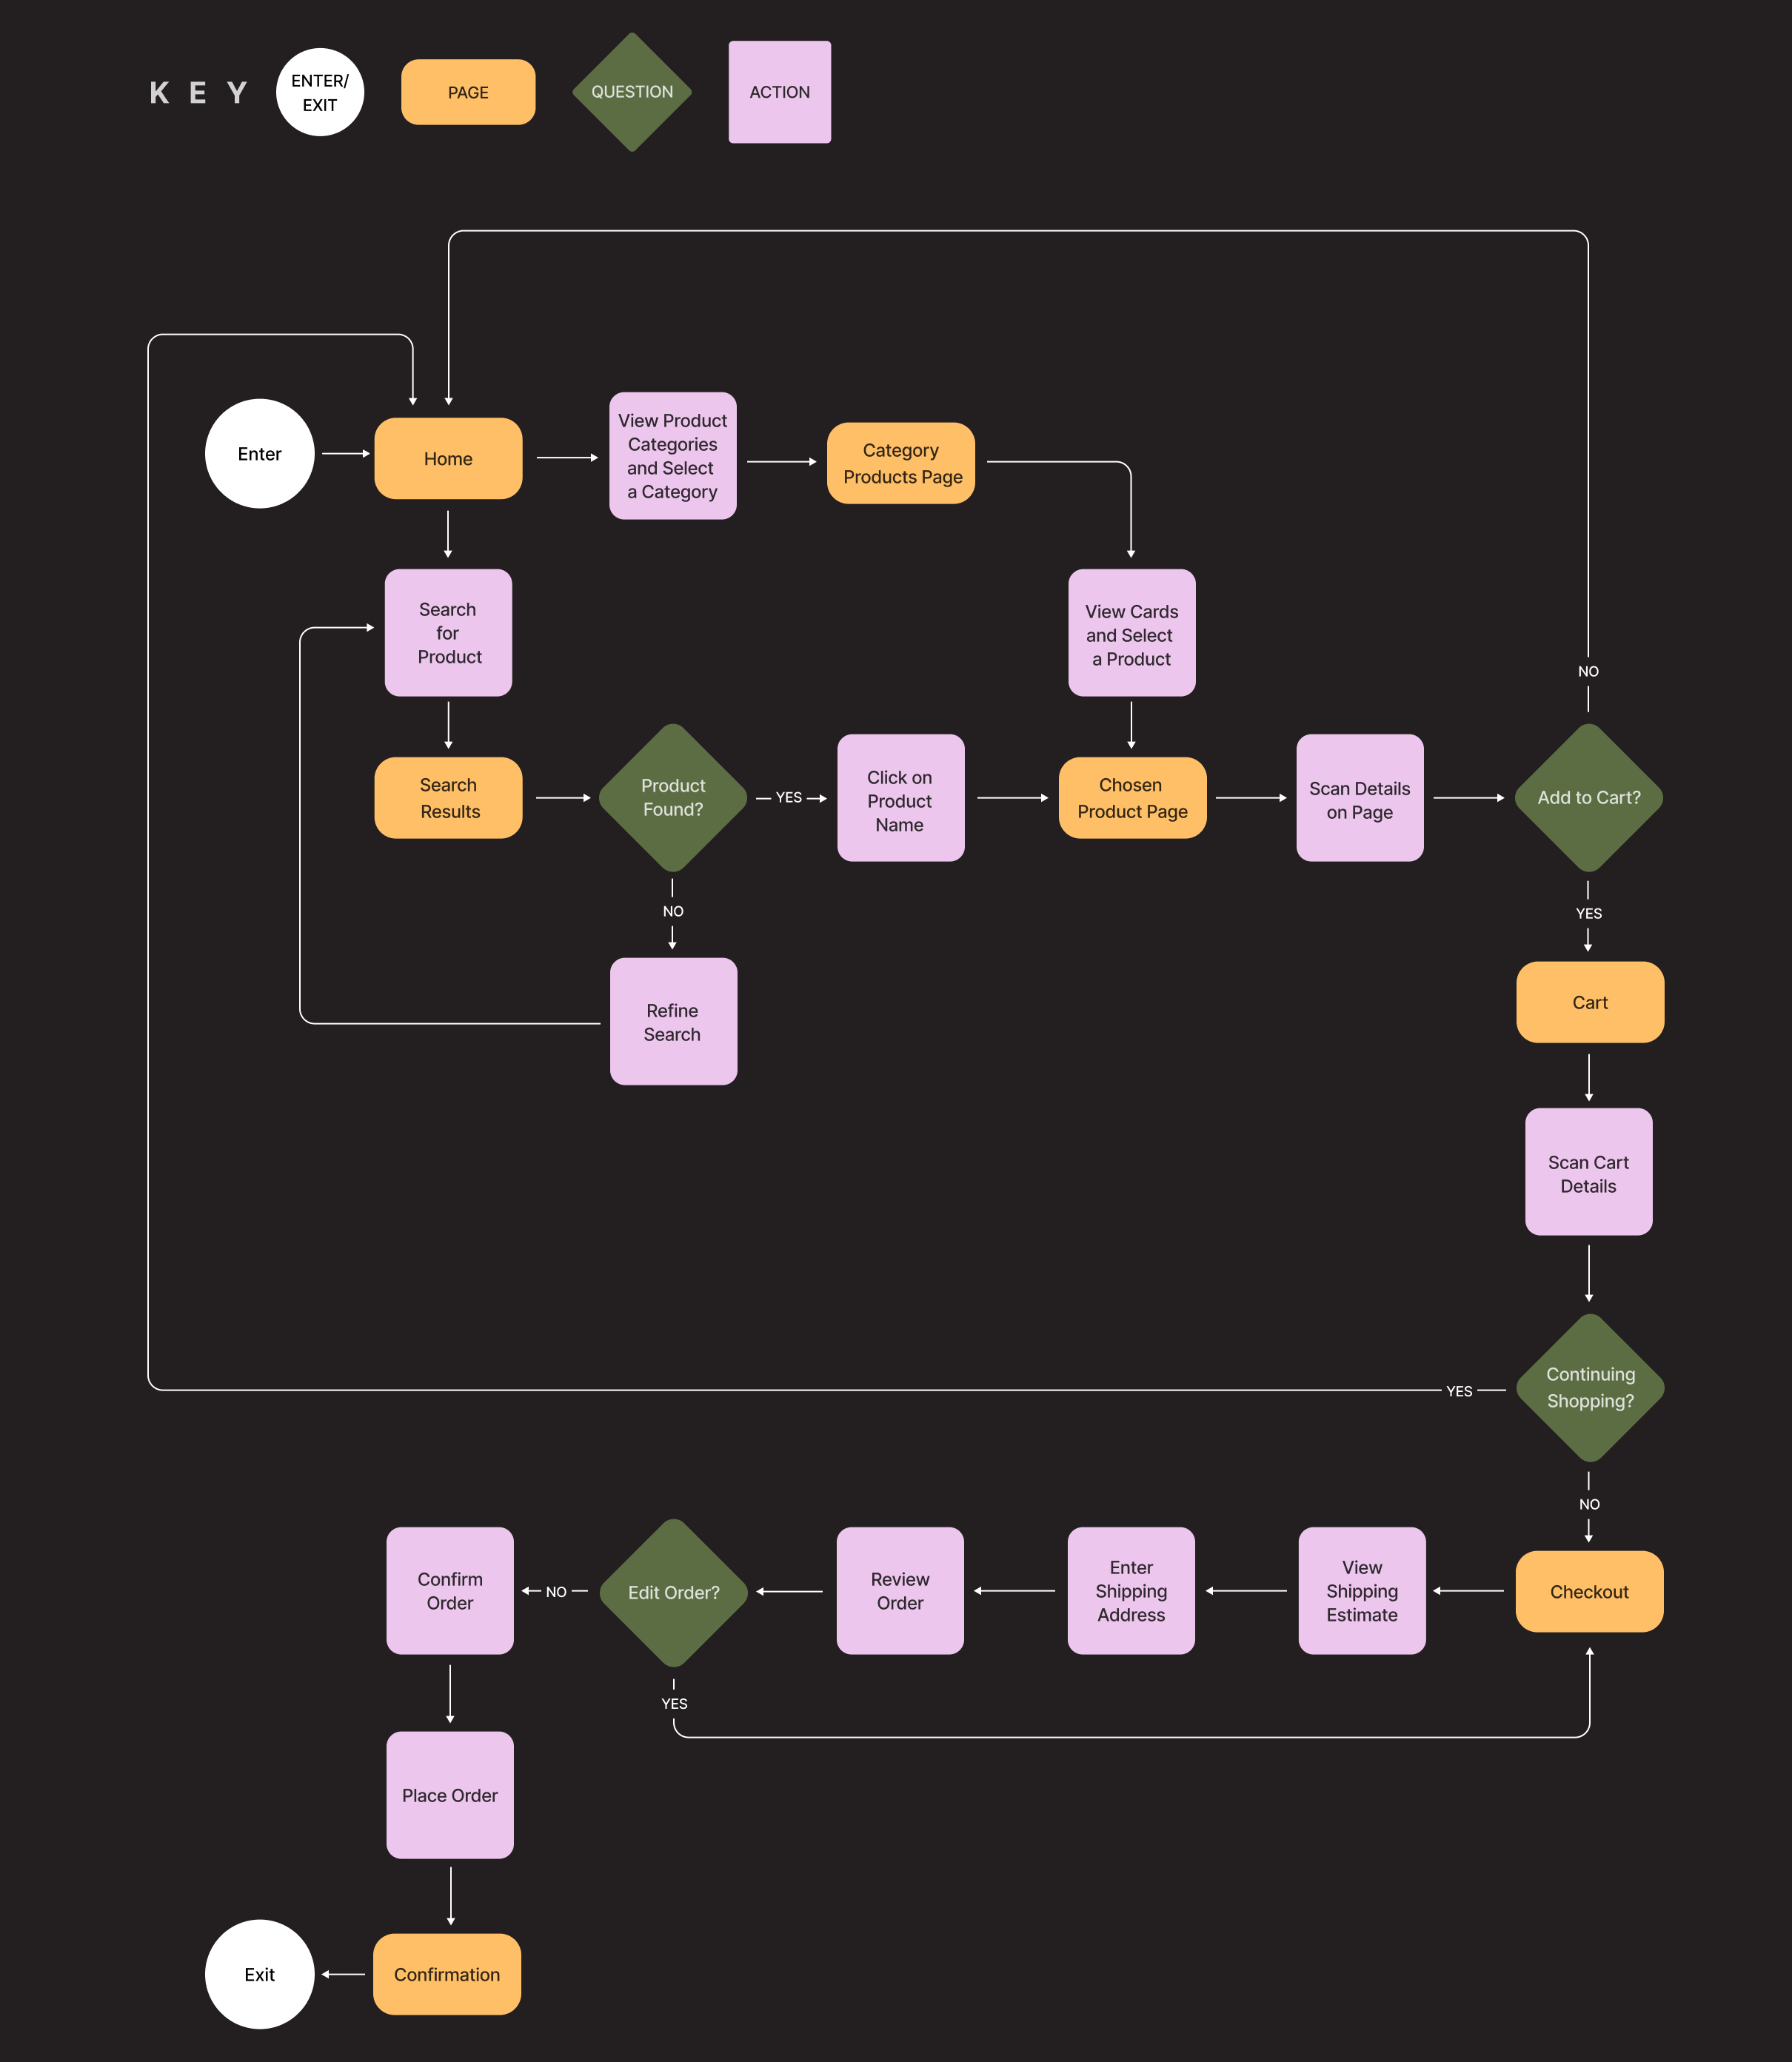 KEY
ENTER/
EXIT
PAGE
QUESTION
ACTION
Enter
Home
View Product
Categories
and Select
a Category
Category
Products Page
Search
for
Product
View Cards
and Select
a Product
NO
Search
Results
Product
Found?
YES
Click on
Product
Name
Chosen
Product Page
Scan Details
on Page
Add to Cart?
NO
YES
Refine
Search
Cart
Scan Cart
Details
Continuing
Shopping?
YES
NO
Confirm
Order
NO
Edit Order?
Review
Order
Enter
Shipping
Address
View
Shipping
Estimate
Checkout
YES
Place Order
Exit
Confirmation